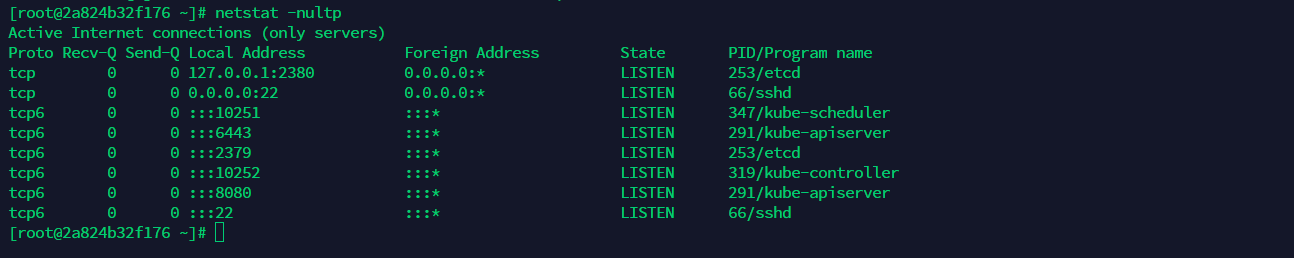 [root@2a824b32f176 ~]# netstat -nultp
Active Internet connections (only servers)
Proto Recv-Q Send-Q Local Address           Foreign Address         State       PID/Program name
tcp        0      0 127.0.0.1:2380          0.0.0.0:*               LISTEN      253/etcd
tcp        0      0 0.0.0.0:22              0.0.0.0:*               LISTEN      66/sshd
tcp6       0      0 :::10251                :::*                    LISTEN      347/kube-scheduler
tcp6       0      0 :::6443                 :::*                    LISTEN      291/kube-apiserver
tcp6       0      0 :::2379                 :::*                    LISTEN      253/etcd
tcp6       0      0 :::10252                :::*                    LISTEN      319/kube-controller
tcp6       0      0 :::8080                 :::*                    LISTEN      291/kube-apiserver
tcp6       0      0 :::22                   :::*                    LISTEN      66/sshd
[root@2a824b32f176 ~]#